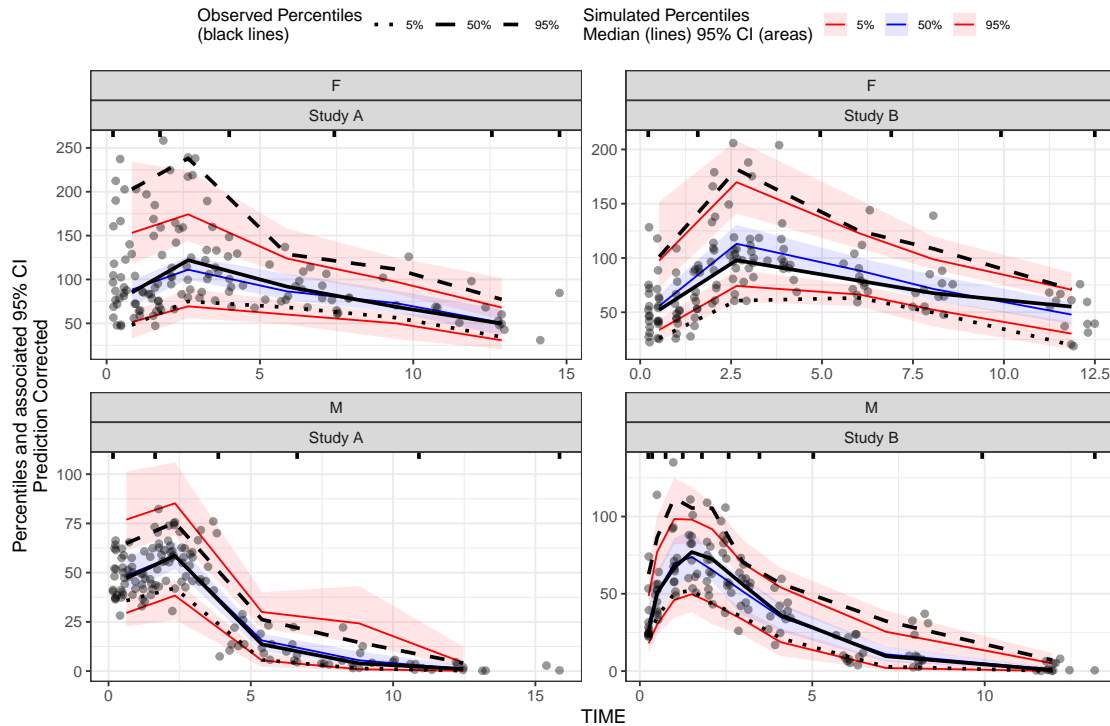 Observed Percentiles
(black lines)
5% 50% 95%
Simulated Percentiles
Median (lines) 95% CI (areas)
5% 50% 95%
F
Study A
250
200
150
100
50
0 5 10 15
F
Study B
200
150
100
50
0.0 2.5 5.0 7.5 10.0 12.5
M
Study A
100
75
50
25
0
0 5 10 15
M
Study B
100
50
0
0 5 10
TIME
Percentiles and associated 95% CI
Prediction Corrected